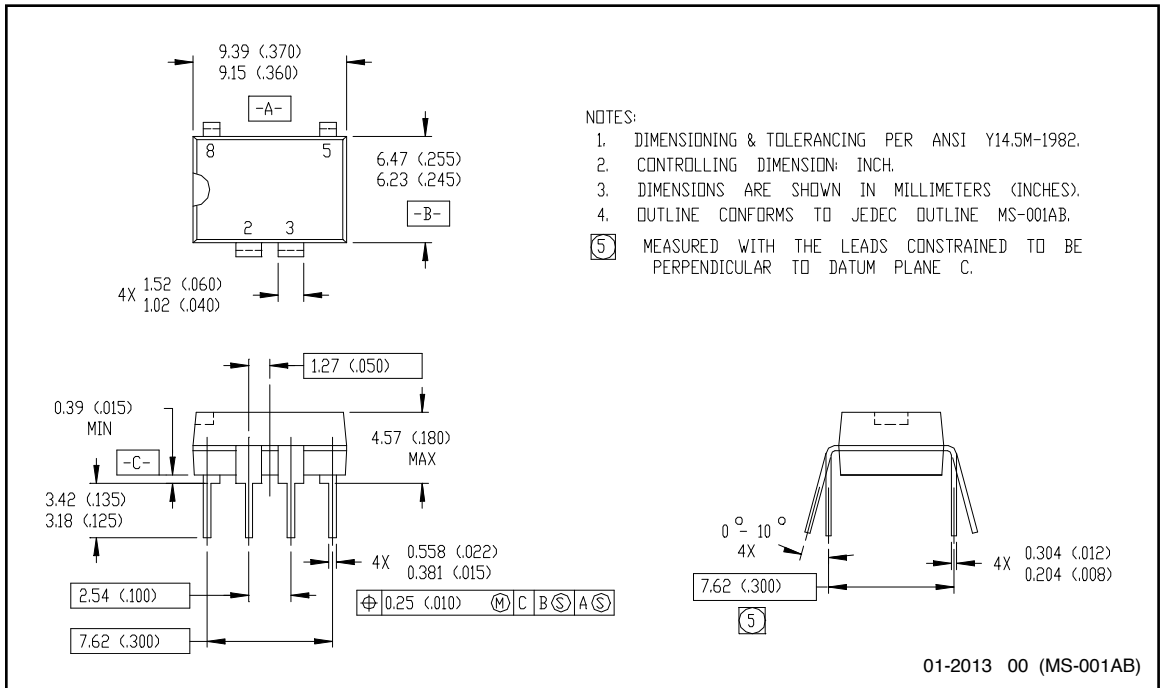 9.39 (.370)
9.15 (.360)
-A-
8 5
6.47 (.255)
6.23 (.245)
-B-
2 3
4X 1.52 (.060)
1.02 (.040)
NOTES:
1. DIMENSIONING & TOLERANCING PER ANSI Y14.5M-1982.
2. CONTROLLING DIMENSION: INCH.
3. DIMENSIONS ARE SHOWN IN MILLIMETERS (INCHES).
4. OUTLINE CONFORMS TO JEDEC OUTLINE MS-001AB.
5 MEASURED WITH THE LEADS CONSTRAINED TO BE
PERPENDICULAR TO DATUM PLANE C.
1.27 (.050)
0.39 (.015)
MIN
-C-
4.57 (.180)
MAX
3.42 (.135)
3.18 (.125)
4X 0.558 (.022)
0.381 (.015)
2.54 (.100)
⌖ 0.25 (.010) Ⓜ C B Ⓢ A Ⓢ
7.62 (.300)
0° - 10°
4X
4X 0.304 (.012)
0.204 (.008)
7.62 (.300)
5
01-2013 00 (MS-001AB)